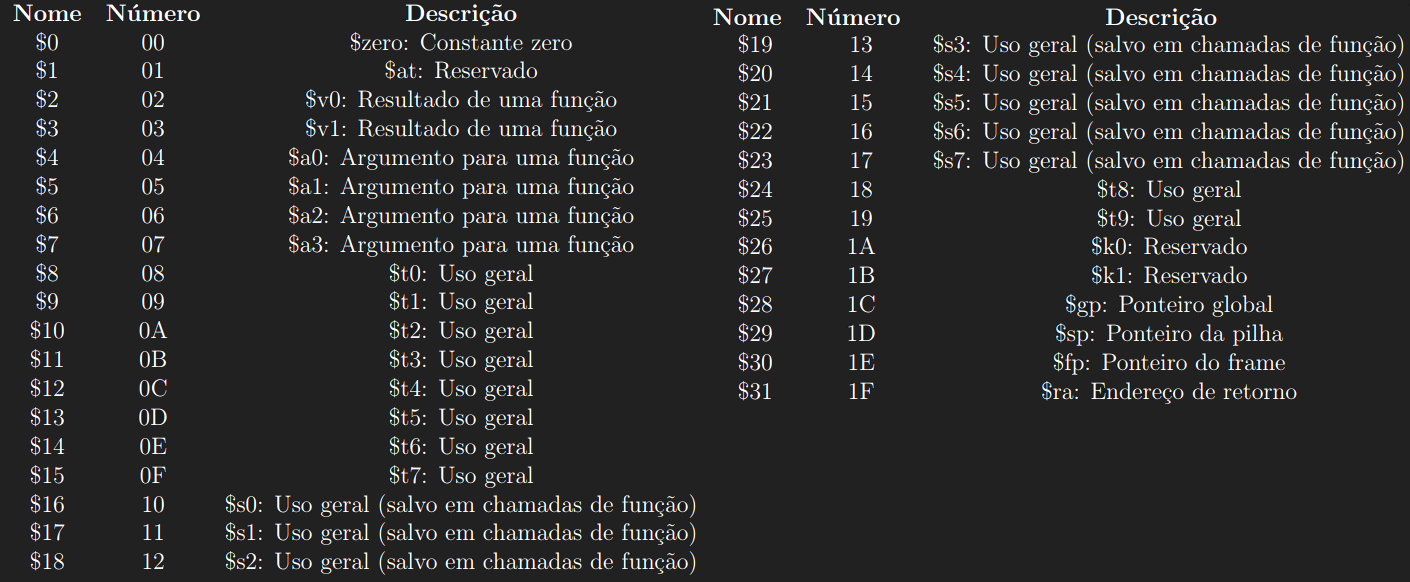 Nome Número Descrição
$0 00 $zero: Constante zero
$1 01 $at: Reservado
$2 02 $v0: Resultado de uma função
$3 03 $v1: Resultado de uma função
$4 04 $a0: Argumento para uma função
$5 05 $a1: Argumento para uma função
$6 06 $a2: Argumento para uma função
$7 07 $a3: Argumento para uma função
$8 08 $t0: Uso geral
$9 09 $t1: Uso geral
$10 0A $t2: Uso geral
$11 0B $t3: Uso geral
$12 0C $t4: Uso geral
$13 0D $t5: Uso geral
$14 0E $t6: Uso geral
$15 0F $t7: Uso geral
$16 10 $s0: Uso geral (salvo em chamadas de função)
$17 11 $s1: Uso geral (salvo em chamadas de função)
$18 12 $s2: Uso geral (salvo em chamadas de função)
Nome Número Descrição
$19 13 $s3: Uso geral (salvo em chamadas de função)
$20 14 $s4: Uso geral (salvo em chamadas de função)
$21 15 $s5: Uso geral (salvo em chamadas de função)
$22 16 $s6: Uso geral (salvo em chamadas de função)
$23 17 $s7: Uso geral (salvo em chamadas de função)
$24 18 $t8: Uso geral
$25 19 $t9: Uso geral
$26 1A $k0: Reservado
$27 1B $k1: Reservado
$28 1C $gp: Ponteiro global
$29 1D $sp: Ponteiro da pilha
$30 1E $fp: Ponteiro do frame
$31 1F $ra: Endereço de retorno